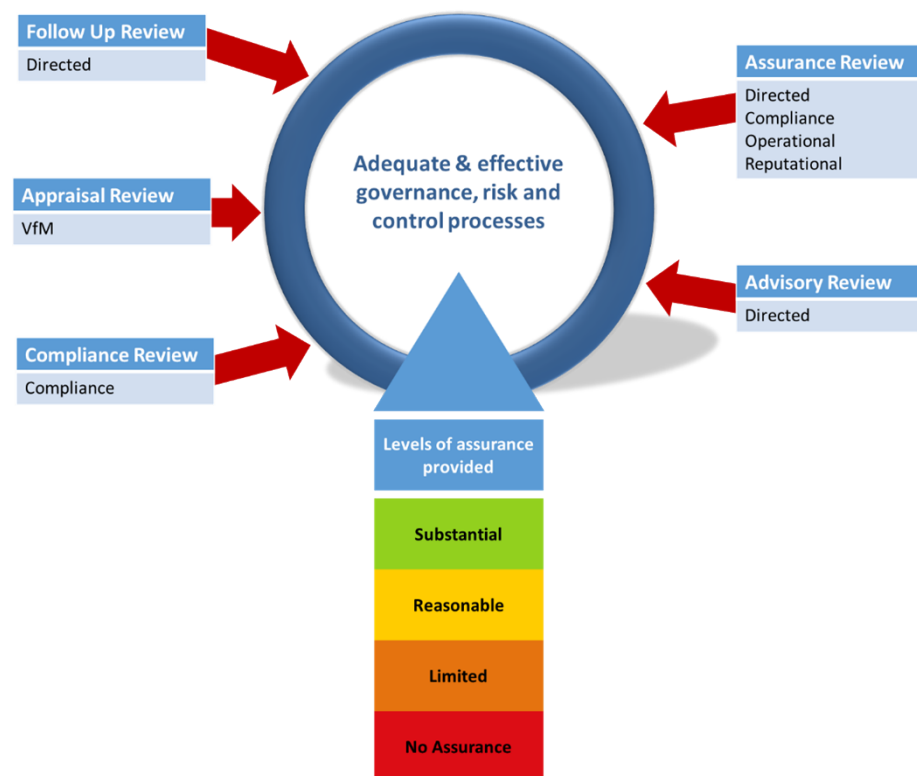 Follow Up Review
Directed
Assurance Review
Directed
Compliance
Operational
Reputational
Adequate & effective
governance, risk and
control processes
Appraisal Review
VfM
Advisory Review
Directed
Compliance Review
Compliance
Levels of assurance
provided
Substantial
Reasonable
Limited
No Assurance